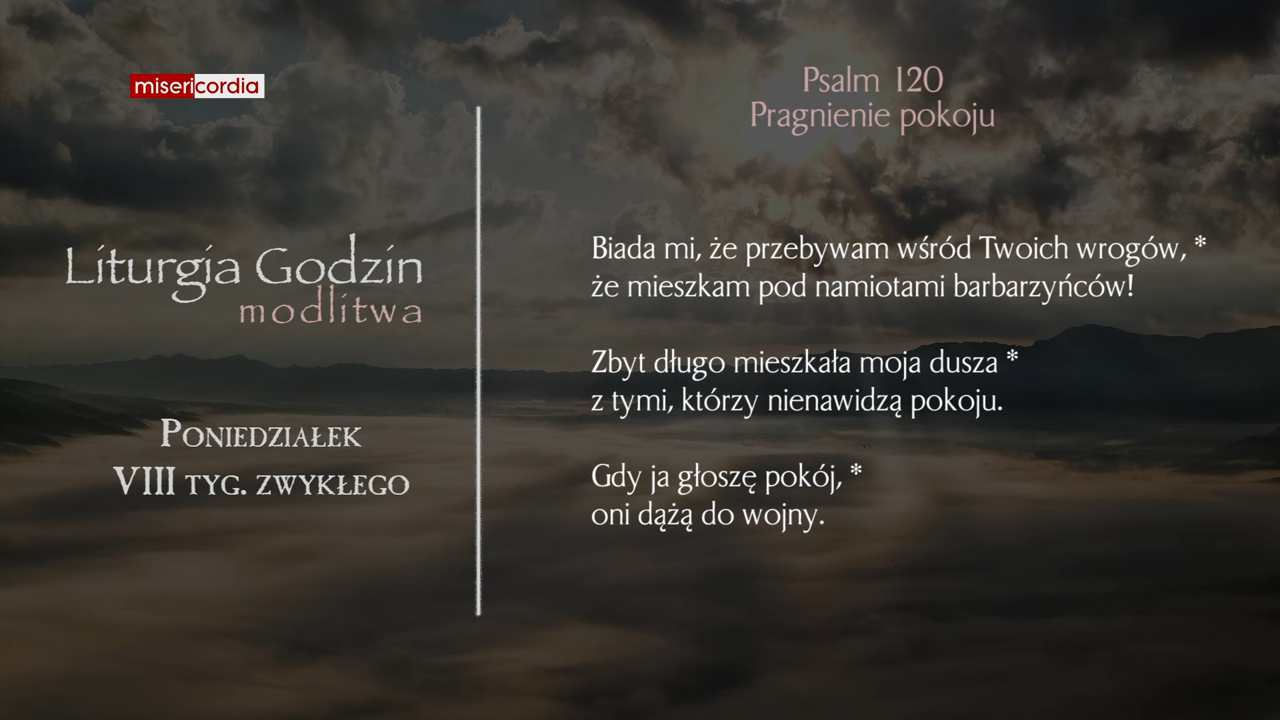 misericordia
Liturgia Godzin
modlitwa
Poniedziałek
VIII tyg. zwykłego
Psalm 120
Pragnienie pokoju
Biada mi, że przebywam wśród Twoich wrogów, *
że mieszkam pod namiotami barbarzyńców!
Zbyt długo mieszkała moja dusza *
z tymi, którzy nienawidzą pokoju.
Gdy ja głoszę pokój, *
oni dążą do wojny.